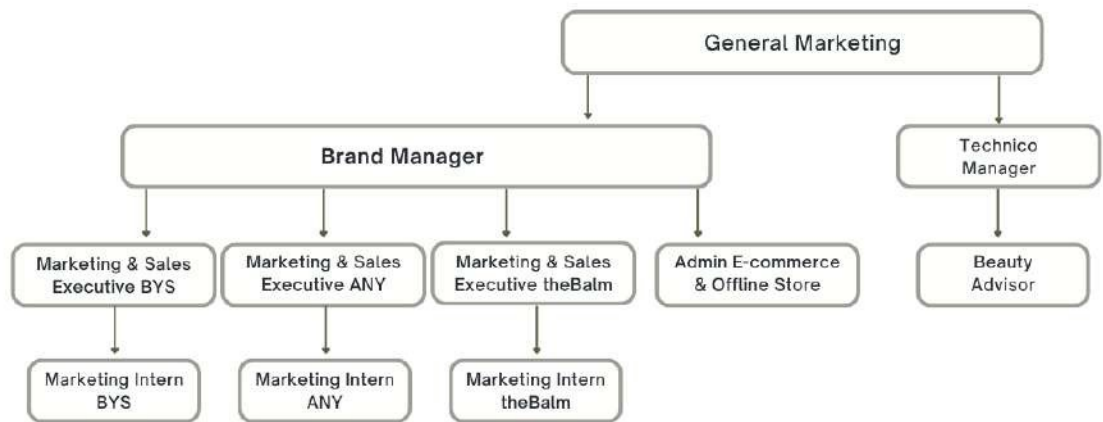 General Marketing
Brand Manager
Technico
Manager
Marketing & Sales
Executive BYS
Marketing & Sales
Executive ANY
Marketing & Sales
Executive theBalm
Admin E-commerce
& Offline Store
Beauty
Advisor
Marketing Intern
BYS
Marketing Intern
ANY
Marketing Intern
theBalm